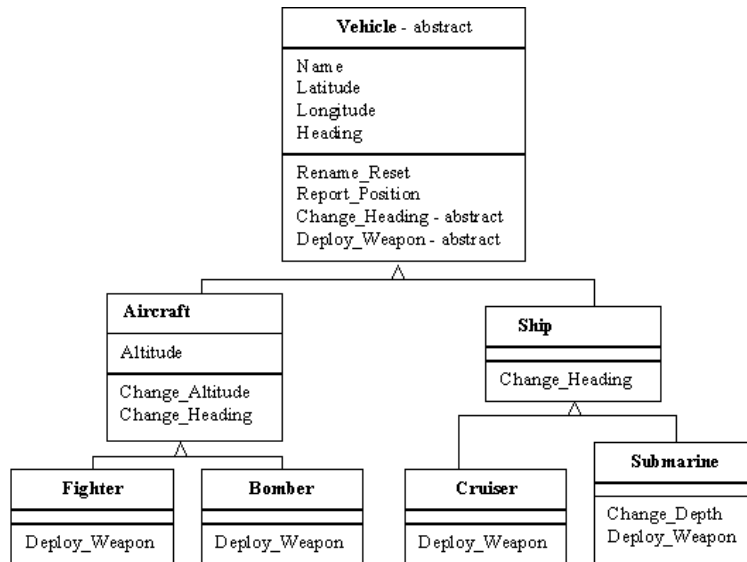 Vehicle - abstract
Name
Latitude
Longitude
Heading
Rename_Reset
Report_Position
Change_Heading - abstract
Deploy_Weapon - abstract
Aircraft
Altitude
Change_Altitude
Change_Heading
Ship
Change_Heading
Fighter
Deploy_Weapon
Bomber
Deploy_Weapon
Cruiser
Deploy_Weapon
Submarine
Change_Depth
Deploy_Weapon